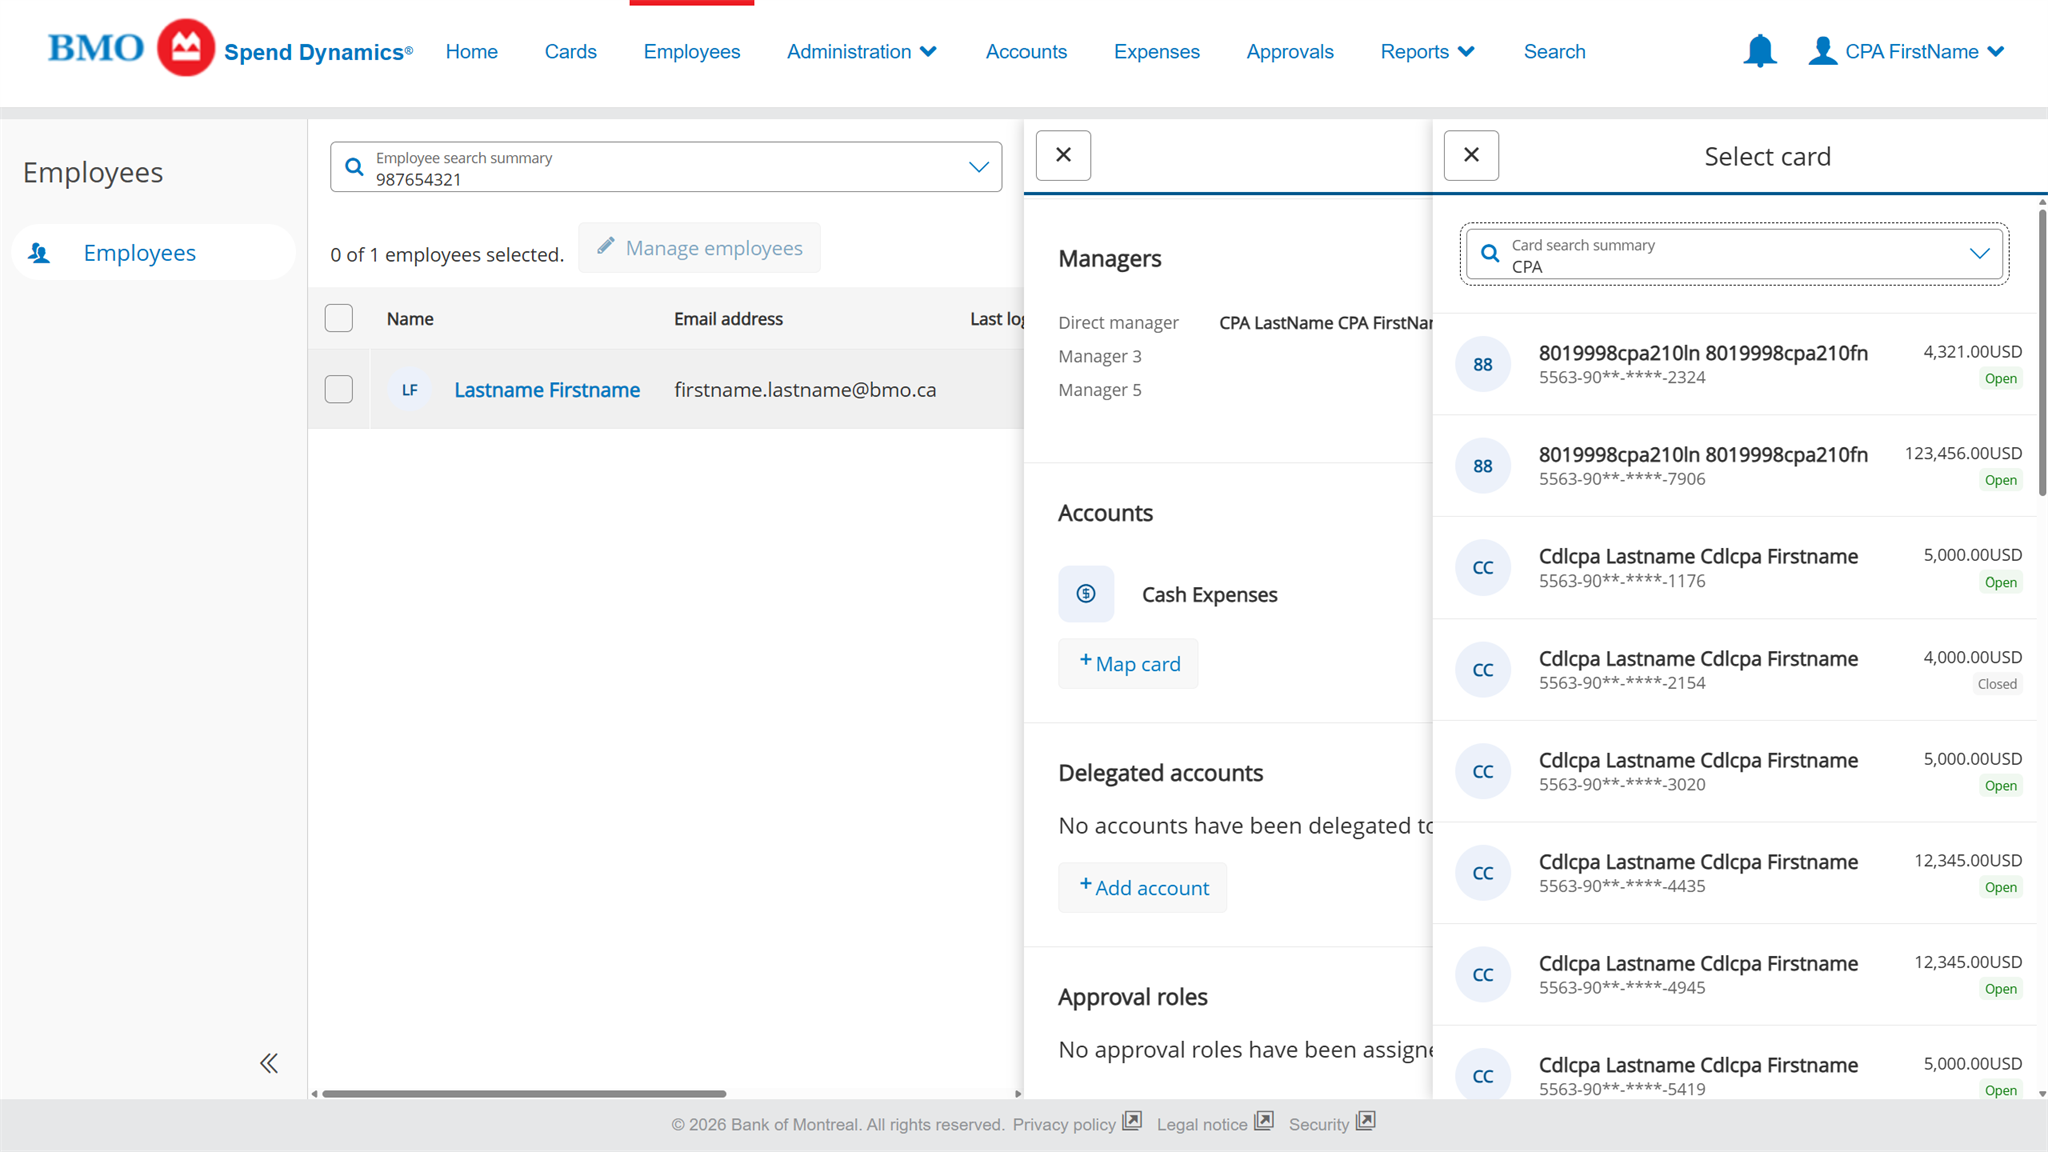 BMO Spend Dynamics®
Home
Cards
Employees
Administration
Accounts
Expenses
Approvals
Reports
Search
CPA FirstName
Employees
Employees
Employee search summary
987654321
0 of 1 employees selected.
Manage employees
Name
Email address
Last log
LF
Lastname Firstname
firstname.lastname@bmo.ca
Managers
Direct manager
CPA LastName CPA FirstNa
Manager 3
Manager 5
Accounts
Cash Expenses
+ Map card
Delegated accounts
No accounts have been delegated to
+ Add account
Approval roles
No approval roles have been assigne
Select card
Card search summary
CPA
88
8019998cpa210ln 8019998cpa210fn
4,321.00USD
5563-90**-****-2324
Open
88
8019998cpa210ln 8019998cpa210fn
123,456.00USD
5563-90**-****-7906
Open
CC
Cdlcpa Lastname Cdlcpa Firstname
5,000.00USD
5563-90**-****-1176
Open
CC
Cdlcpa Lastname Cdlcpa Firstname
4,000.00USD
5563-90**-****-2154
Closed
CC
Cdlcpa Lastname Cdlcpa Firstname
5,000.00USD
5563-90**-****-3020
Open
CC
Cdlcpa Lastname Cdlcpa Firstname
12,345.00USD
5563-90**-****-4435
Open
CC
Cdlcpa Lastname Cdlcpa Firstname
12,345.00USD
5563-90**-****-4945
Open
CC
Cdlcpa Lastname Cdlcpa Firstname
5,000.00USD
5563-90**-****-5419
Open
© 2026 Bank of Montreal. All rights reserved. Privacy policy Legal notice Security